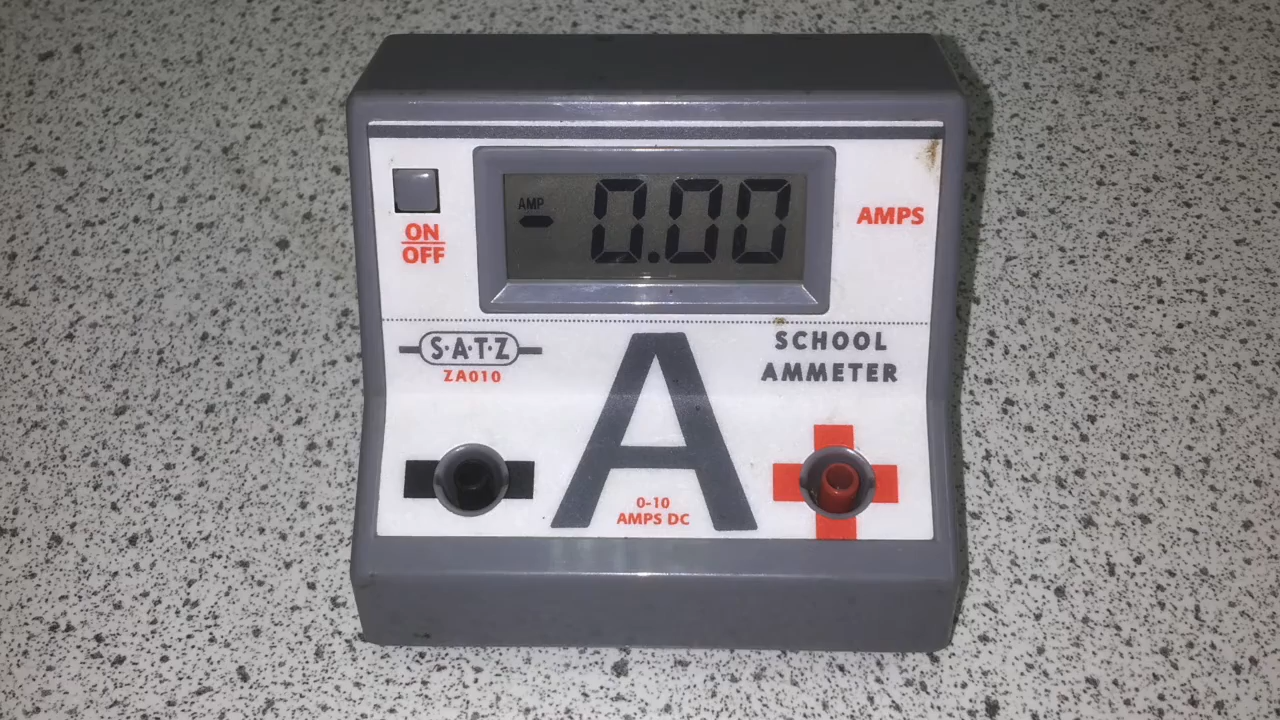 AMP
- 0.00
AMPS
ON
OFF
S·A·T·Z
ZA010
SCHOOL
AMMETER
A
0-10
AMPS DC